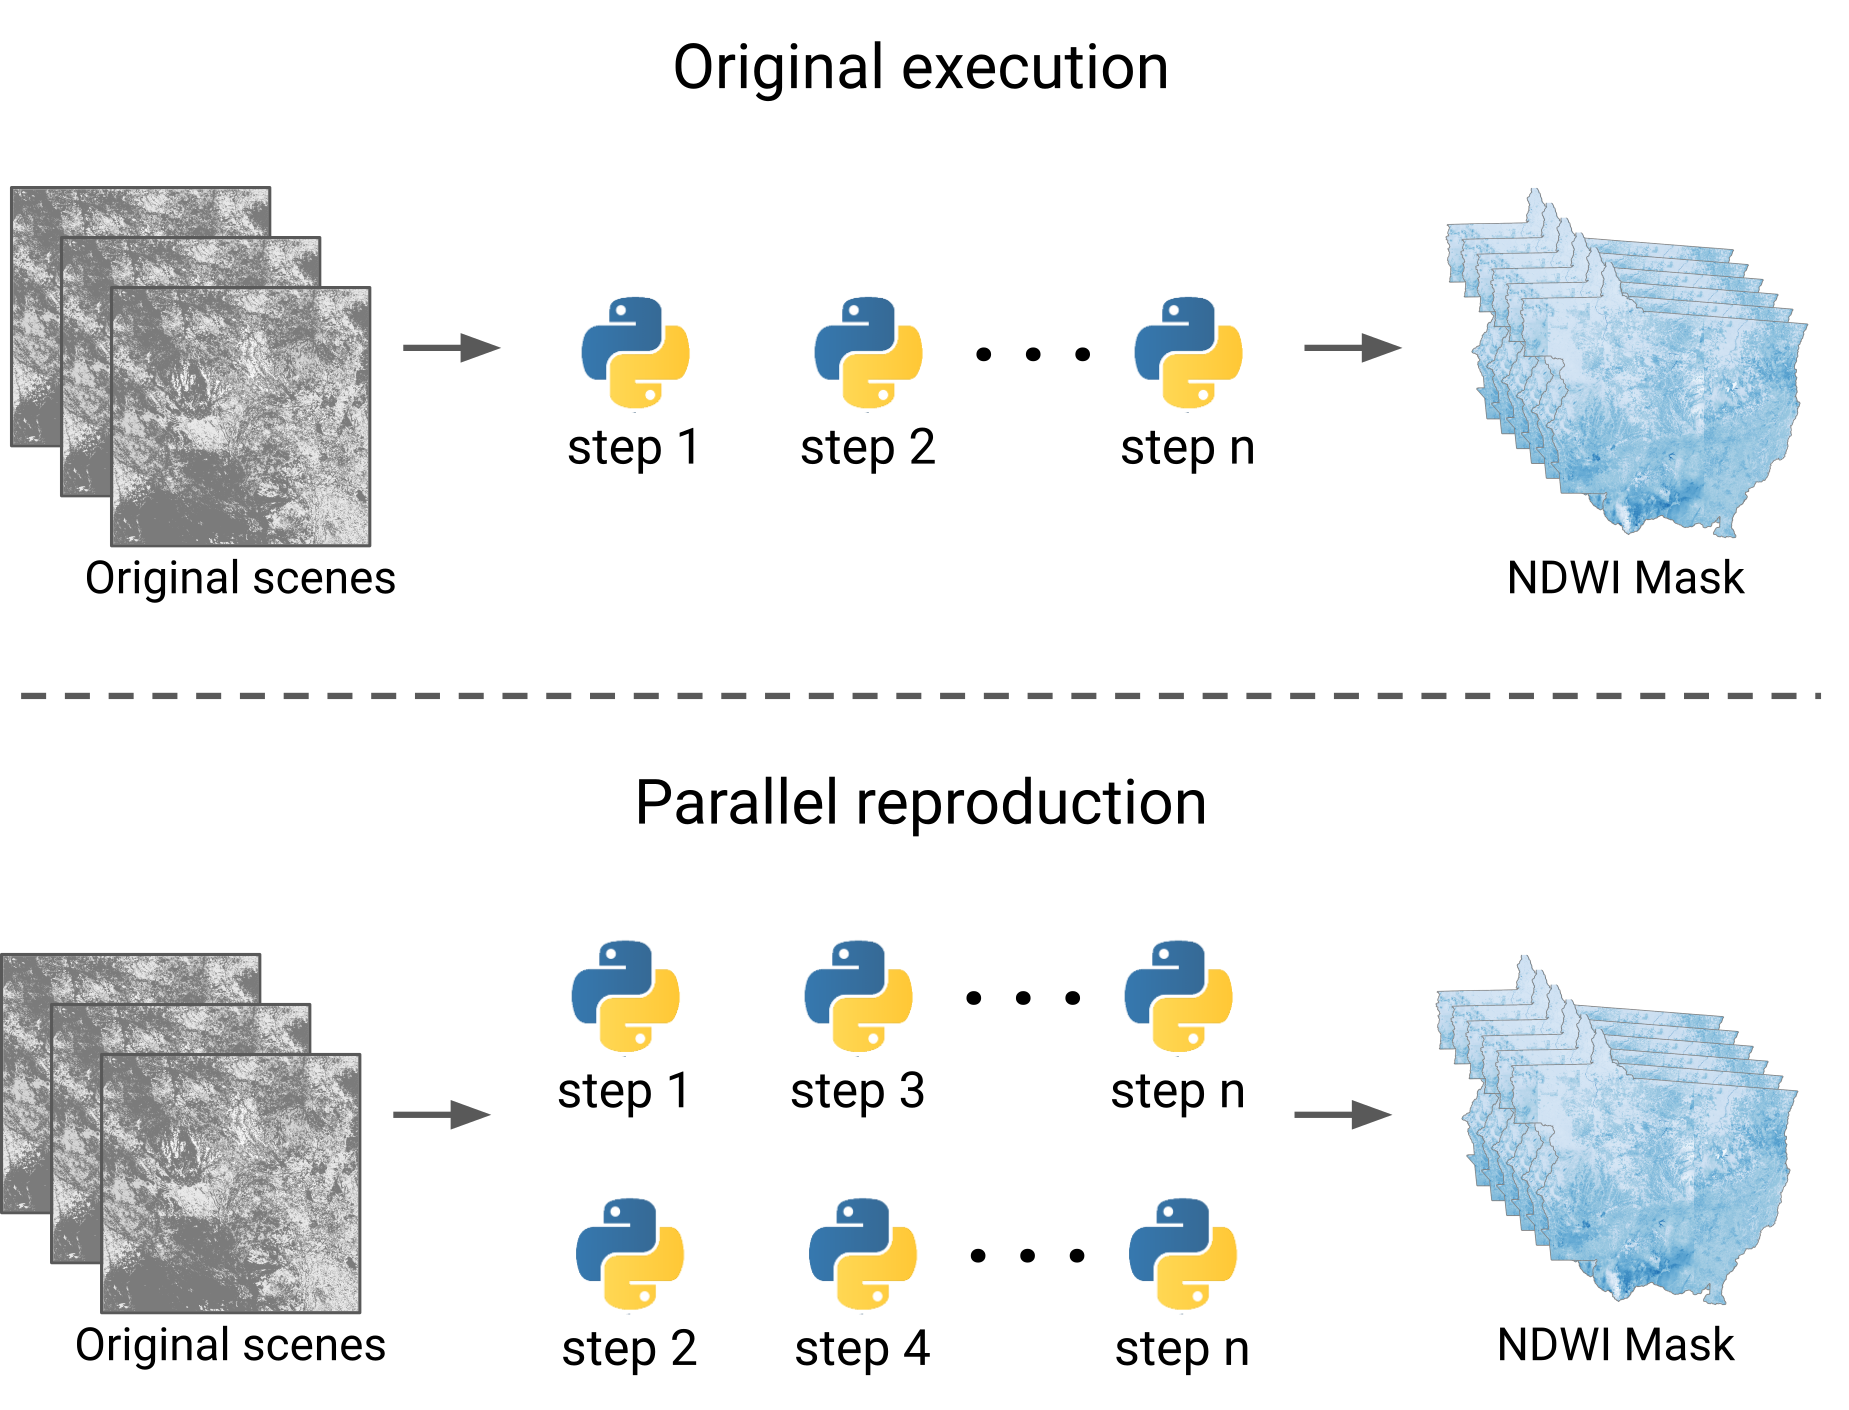 Original execution
step 1
step 2
step n
Original scenes
NDWI Mask
Parallel reproduction
step 1
step 3
step n
step 2
step 4
step n
Original scenes
NDWI Mask